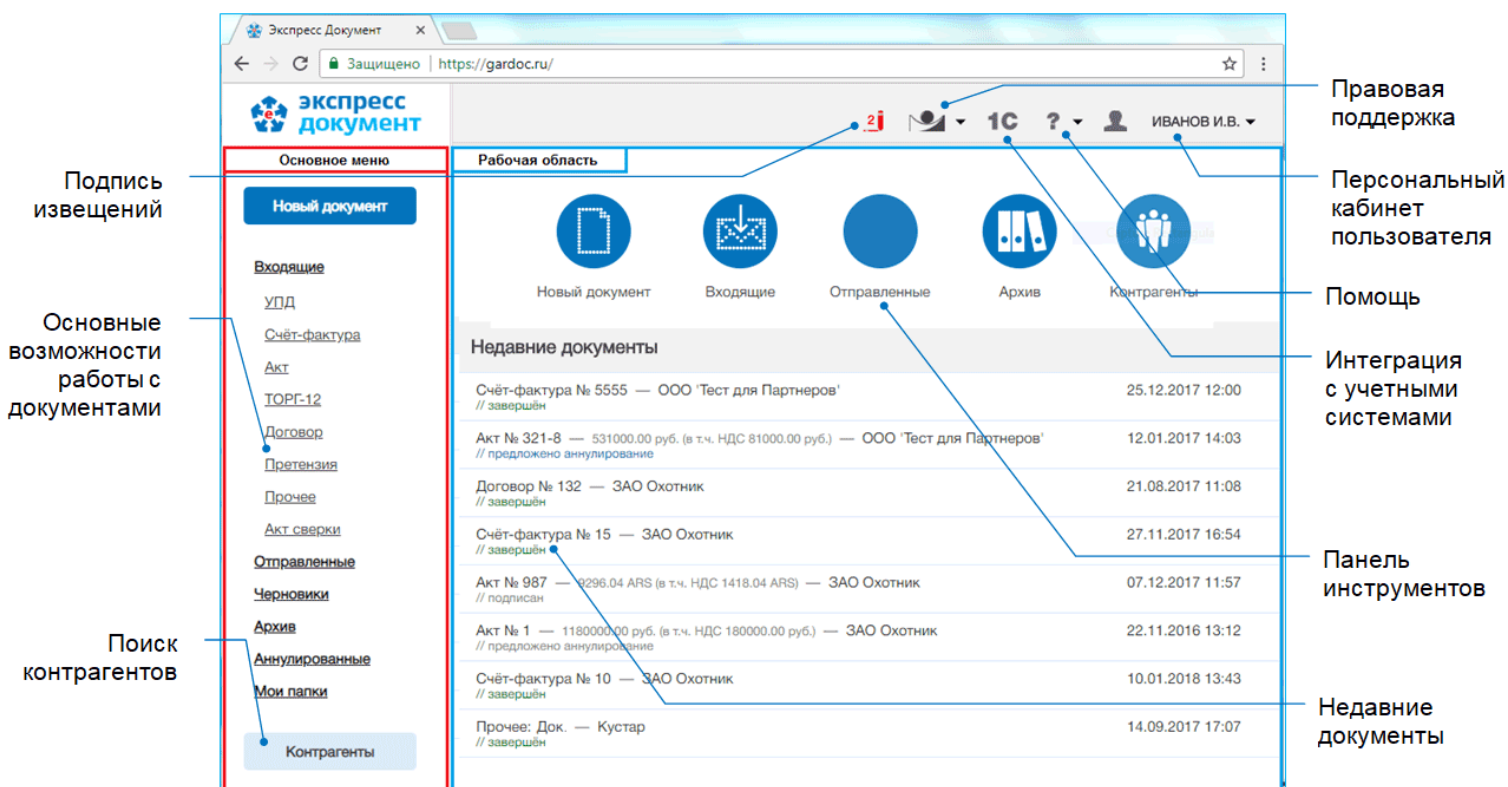 Экспресс Документ
Защищено
https://gardoc.ru/
экспресс
документ
2
1С
?
ИВАНОВ И.В.
Правовая
поддержка
Основное меню
Рабочая область
Подпись
извещений
Персональный
кабинет
пользователя
Новый документ
Новый документ
Входящие
Отправленные
Архив
Контрагенты
Помощь
Входящие
УПД
Счёт-фактура
Акт
ТОРГ-12
Договор
Претензия
Прочее
Акт сверки
Отправленные
Черновики
Архив
Аннулированные
Мои папки
Контрагенты
Основные
возможности
работы с
документами
Поиск
контрагентов
Интеграция
с учетными
системами
Недавние документы
Счёт-фактура № 5555 — ООО 'Тест для Партнеров' 25.12.2017 12:00
// завершён
Акт № 321-8 — 531000.00 руб. (в т.ч. НДС 81000.00 руб.) — ООО 'Тест для Партнеров' 12.01.2017 14:03
// предложено аннулирование
Договор № 132 — ЗАО Охотник 21.08.2017 11:08
// завершён
Счёт-фактура № 15 — ЗАО Охотник 27.11.2017 16:54
// завершён
Акт № 987 — 9296.04 ARS (в т.ч. НДС 1418.04 ARS) — ЗАО Охотник 07.12.2017 11:57
// подписан
Акт № 1 — 1180000.00 руб. (в т.ч. НДС 180000.00 руб.) — ЗАО Охотник 22.11.2016 13:12
// предложено аннулирование
Счёт-фактура № 10 — ЗАО Охотник 10.01.2018 13:43
// завершён
Прочее: Док. — Кустар 14.09.2017 17:07
// завершён
Панель
инструментов
Недавние
документы